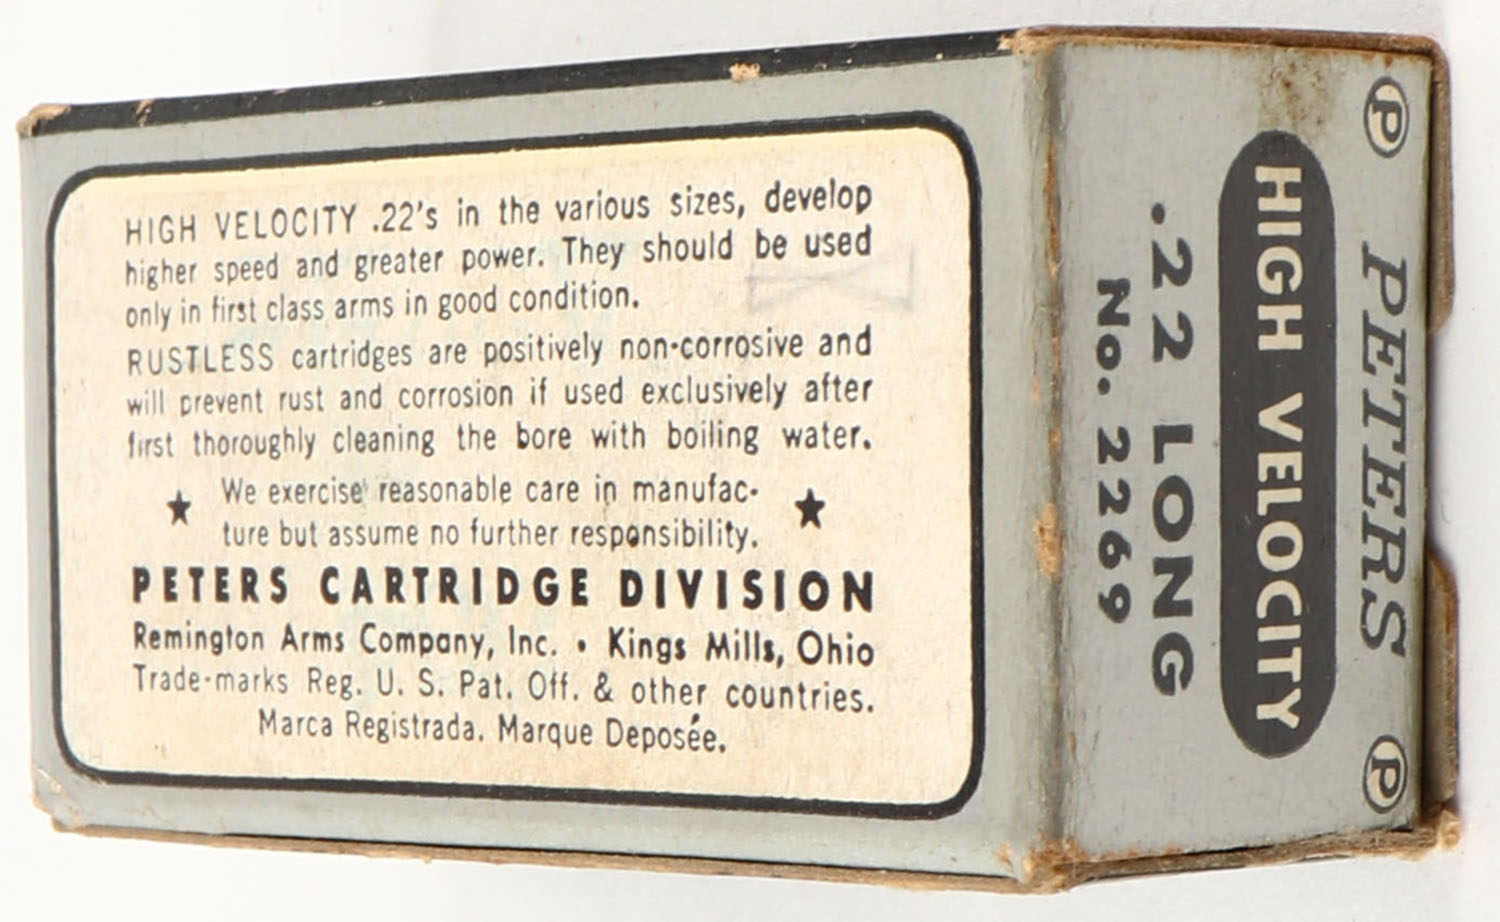 HIGH VELOCITY .22's in the various sizes, develop
higher speed and greater power. They should be used
only in first class arms in good condition.
RUSTLESS cartridges are positively non-corrosive and
will prevent rust and corrosion if used exclusively after
first thoroughly cleaning the bore with boiling water.
★ We exercise reasonable care in manufac- ★
ture but assume no further responsibility.
PETERS CARTRIDGE DIVISION
Remington Arms Company, Inc. • Kings Mills, Ohio
Trade-marks Reg. U. S. Pat. Off. & other countries.
Marca Registrada. Marque Deposée.
P PETERS P
HIGH VELOCITY
.22 LONG
No. 2269